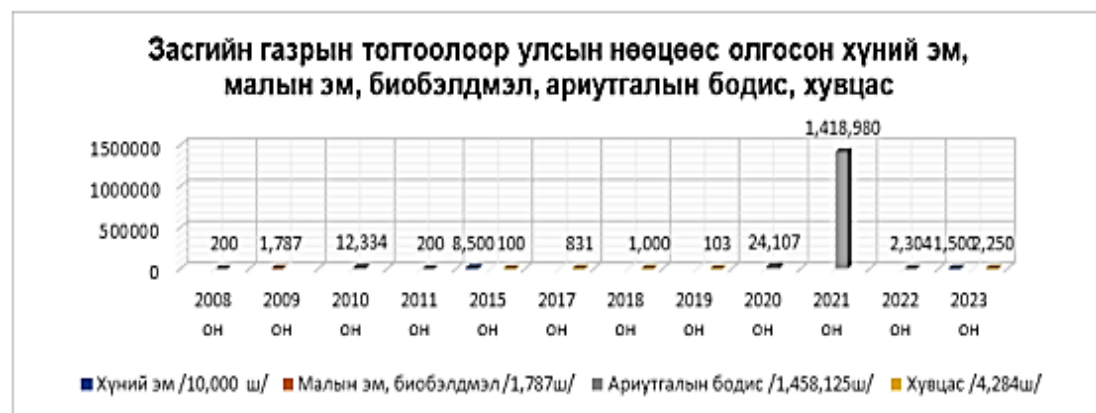 Засгийн газрын тогтоолоор улсын нөөцөөс олгосон хүний эм,
малын эм, биобэлдмэл, ариутгалын бодис, хувцас
1,418,980
1500000
1000000
500000
0
200 1,787 12,334 200 8,500 100 831 1,000 103 24,107 2,304 1,500 2,250
2008 2009 2010 2011 2015 2017 2018 2019 2020 2021 2022 2023
он он он он он он он он он он он он
Хүний эм /10,000 ш/ Малын эм, биобэлдмэл /1,787ш/ Ариутгалын бодис /1,458,125ш/ Хувцас /4,284ш/